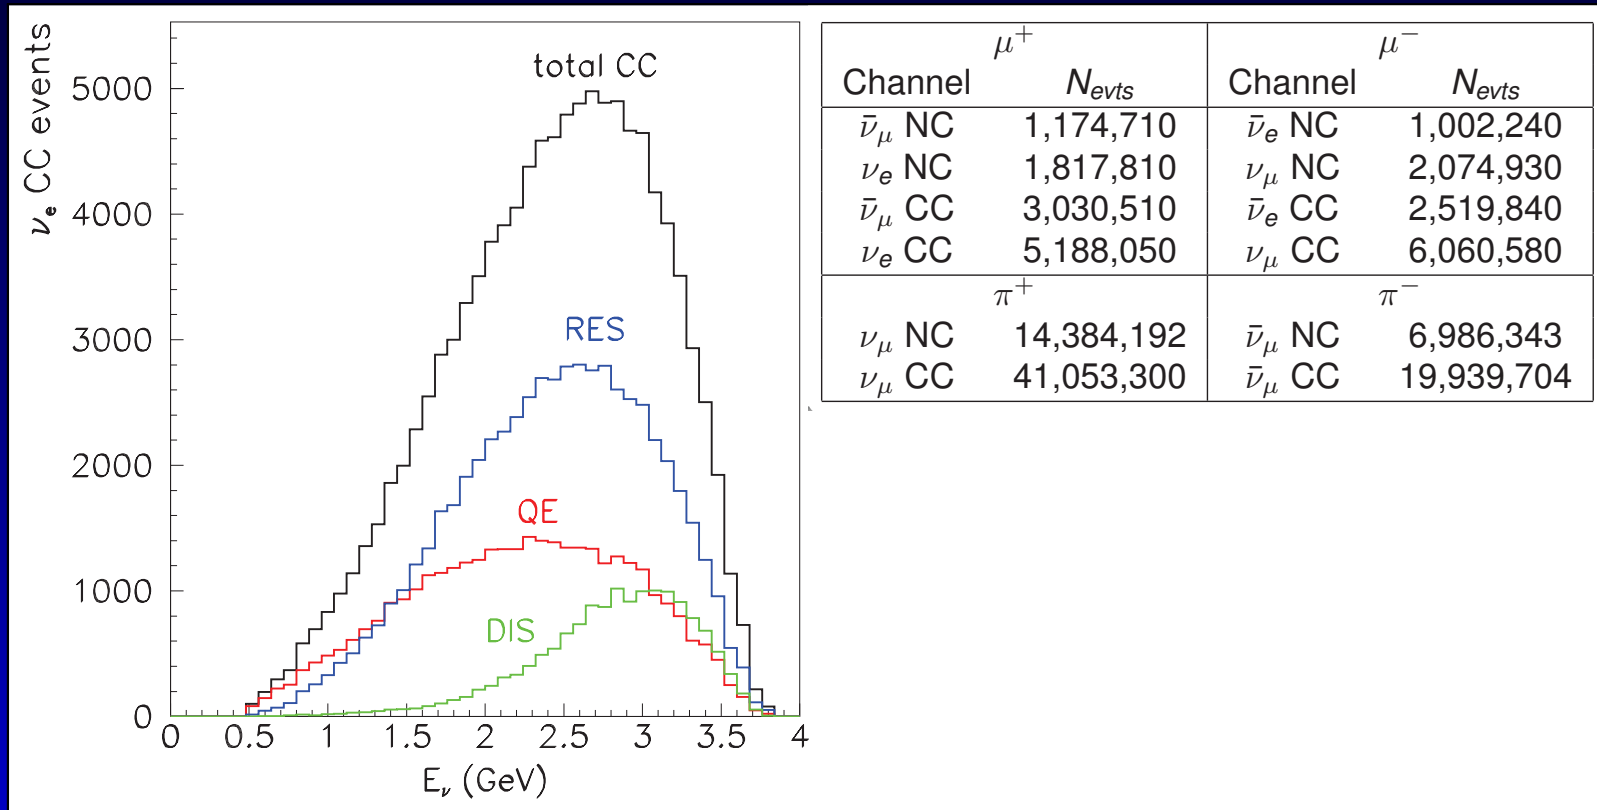 ν_e CC events
total CC
RES
QE
DIS
5000
4000
3000
2000
1000
0
0 0.5 1 1.5 2 2.5 3 3.5 4
E_ν (GeV)
μ⁺ μ⁻
Channel N_evts Channel N_evts
ν̄_μ NC 1,174,710 ν̄_e NC 1,002,240
ν_e NC 1,817,810 ν_μ NC 2,074,930
ν̄_μ CC 3,030,510 ν̄_e CC 2,519,840
ν_e CC 5,188,050 ν_μ CC 6,060,580
π⁺ π⁻
ν_μ NC 14,384,192 ν̄_μ NC 6,986,343
ν_μ CC 41,053,300 ν̄_μ CC 19,939,704